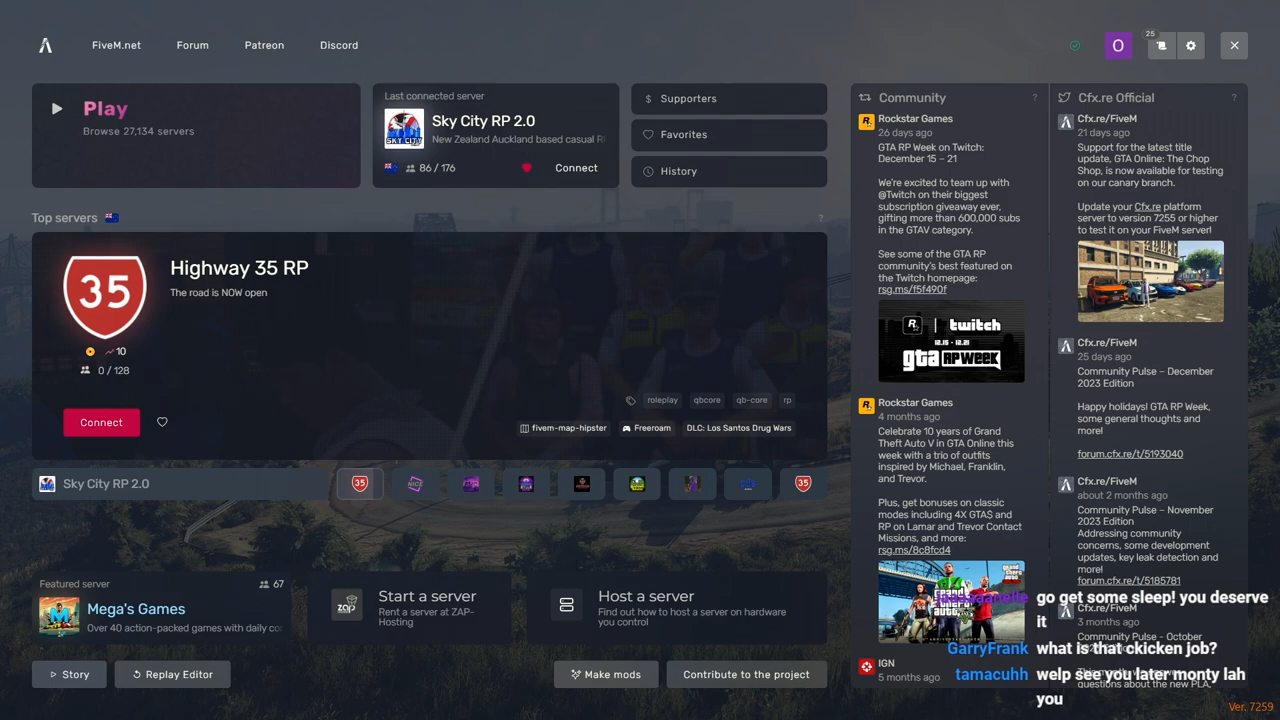 FiveM.net
Forum
Patreon
Discord
O
25
Play
Browse 27,134 servers
Last connected server
SKY CITY
Sky City RP 2.0
New Zealand Auckland based casual R
86 / 176
Connect
$ Supporters
Favorites
History
Top servers
?
35
Highway 35 RP
The road is NOW open
10
0 / 128
Connect
roleplay
qbcore
qb-core
rp
fivem-map-hipster
Freeroam
DLC: Los Santos Drug Wars
Sky City RP 2.0
35
NICE
35
Featured server
67
Mega's Games
Over 40 action-packed games with daily co
ZAP
Start a server
Rent a server at ZAP-
Hosting
Host a server
Find out how to host a server on hardware
you control
Story
Replay Editor
Make mods
Contribute to the project
Community
?
Rockstar Games
26 days ago
GTA RP Week on Twitch:
December 15 – 21
We're excited to team up with
@Twitch on their biggest
subscription giveaway ever,
gifting more than 600,000 subs
in the GTAV category.
See some of the GTA RP
community's best featured on
the Twitch homepage:
rsg.ms/f5f490f
R twitch
12.15 - 12.21
gta RP WEEK
Rockstar Games
4 months ago
Celebrate 10 years of Grand
Theft Auto V in GTA Online this
week with a trio of outfits
inspired by Michael, Franklin,
and Trevor.
Plus, get bonuses on classic
modes including 4X GTA$ and
RP on Lamar and Trevor Contact
Missions, and more:
rsg.ms/8c8fcd4
IGN
5 months ago
Cfx.re Official
?
Cfx.re/FiveM
21 days ago
Support for the latest title
update, GTA Online: The Chop
Shop, is now available for testing
on our canary branch.
Update your Cfx.re platform
server to version 7255 or higher
to test it on your FiveM server!
Cfx.re/FiveM
25 days ago
Community Pulse – December
2023 Edition
Happy holidays! GTA RP Week,
some general thoughts and
more!
forum.cfx.re/t/5193040
Cfx.re/FiveM
about 2 months ago
Community Pulse – November
2023 Edition
Addressing community
concerns, some development
updates, key leak detection and
more!
forum.cfx.re/t/5185781
Cfx.re/FiveM
3 months ago
Community Pulse - October
questions about the new PLA,
go get some sleep! you deserve
it
GarryFrank what is that ckicken job?
tamacuhh welp see you later monty lah
you
Ver. 7259